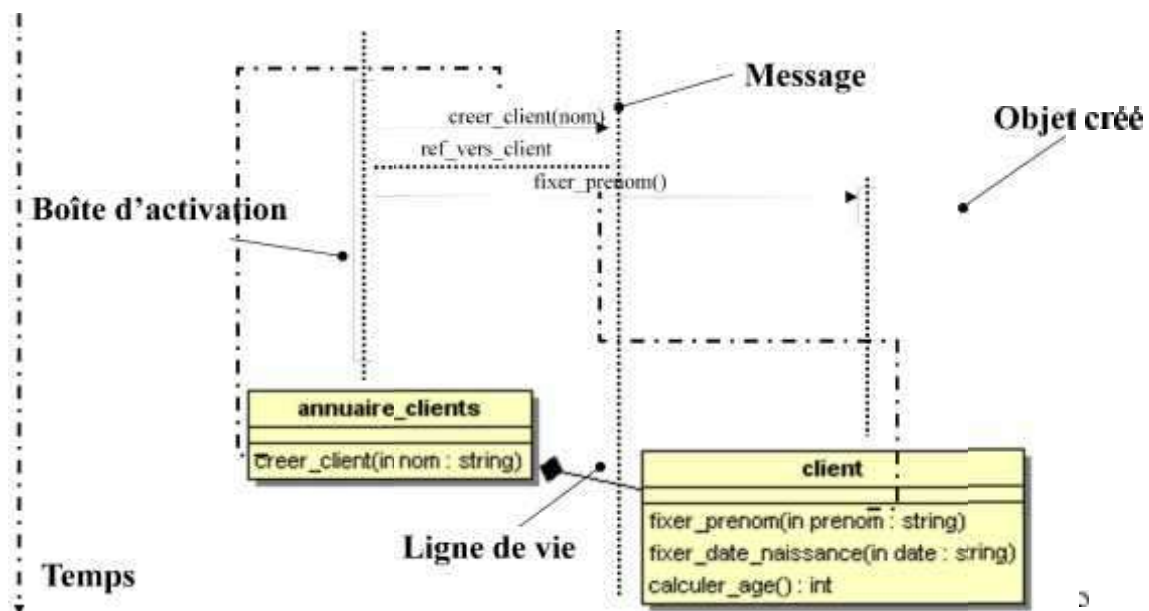 Message
Objet créé
creer_client(nom)
ref_vers_client
fixer_prenom()
Boîte d'activation
annuaire_clients
creer_client(in nom : string)
client
fixer_prenom(in prenom : string)
fixer_date_naissance(in date : string)
calculer_age() : int
Ligne de vie
Temps